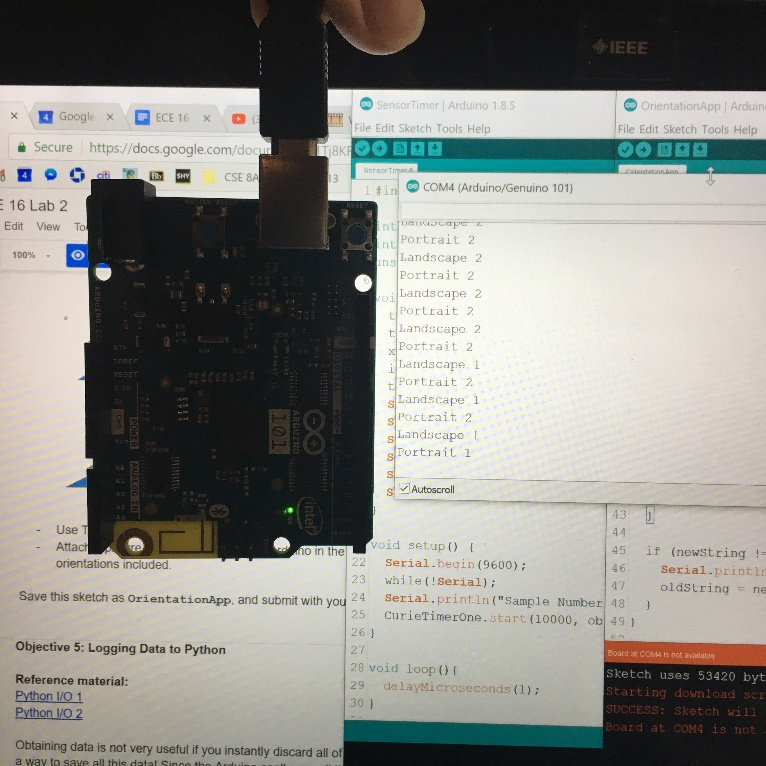 IEEE
SensorTimer | Arduino 1.8.5
OrientationApp | Arduin
Google
ECE 16
File Edit Sketch Tools Help
File Edit Sketch Tools Help
Secure
https://docs.google.com/docu
CSE 8A
SensorTimer
OrientationApp
COM4 (Arduino/Genuino 101)
E 16 Lab 2
Edit View To
100%
1 #in
Landscape 2
Portrait 2
Landscape 2
Portrait 2
Landscape 2
Portrait 2
Landscape 2
Portrait 2
Landscape 1
Portrait 2
Landscape 1
Portrait 2
Landscape 1
Portrait 1
Autoscroll
RESET
ARDUINO
101
intel
POWER
ANALOG IN
- Use T
- Attach
no in the
orientations included.
Save this sketch as OrientationApp, and submit with you
Objective 5: Logging Data to Python
Reference material:
Python I/O 1
Python I/O 2
Obtaining data is not very useful if you instantly discard all of
a way to save all this data! Since the Arduino
void setup() {
22 Serial.begin(9600);
23 while(!Serial);
24 Serial.println("Sample Number
25 CurieTimerOne.start(10000, ob
26 }
27
28 void loop(){
29 delayMicroseconds(1);
30 }
43 }
44
45 if (newString !=
46 Serial.println
47 oldString = ne
48 }
49 }
Board at COM4 is not available
Sketch uses 53420 byt
Starting download scr
SUCCESS: Sketch will
Board at COM4 is not